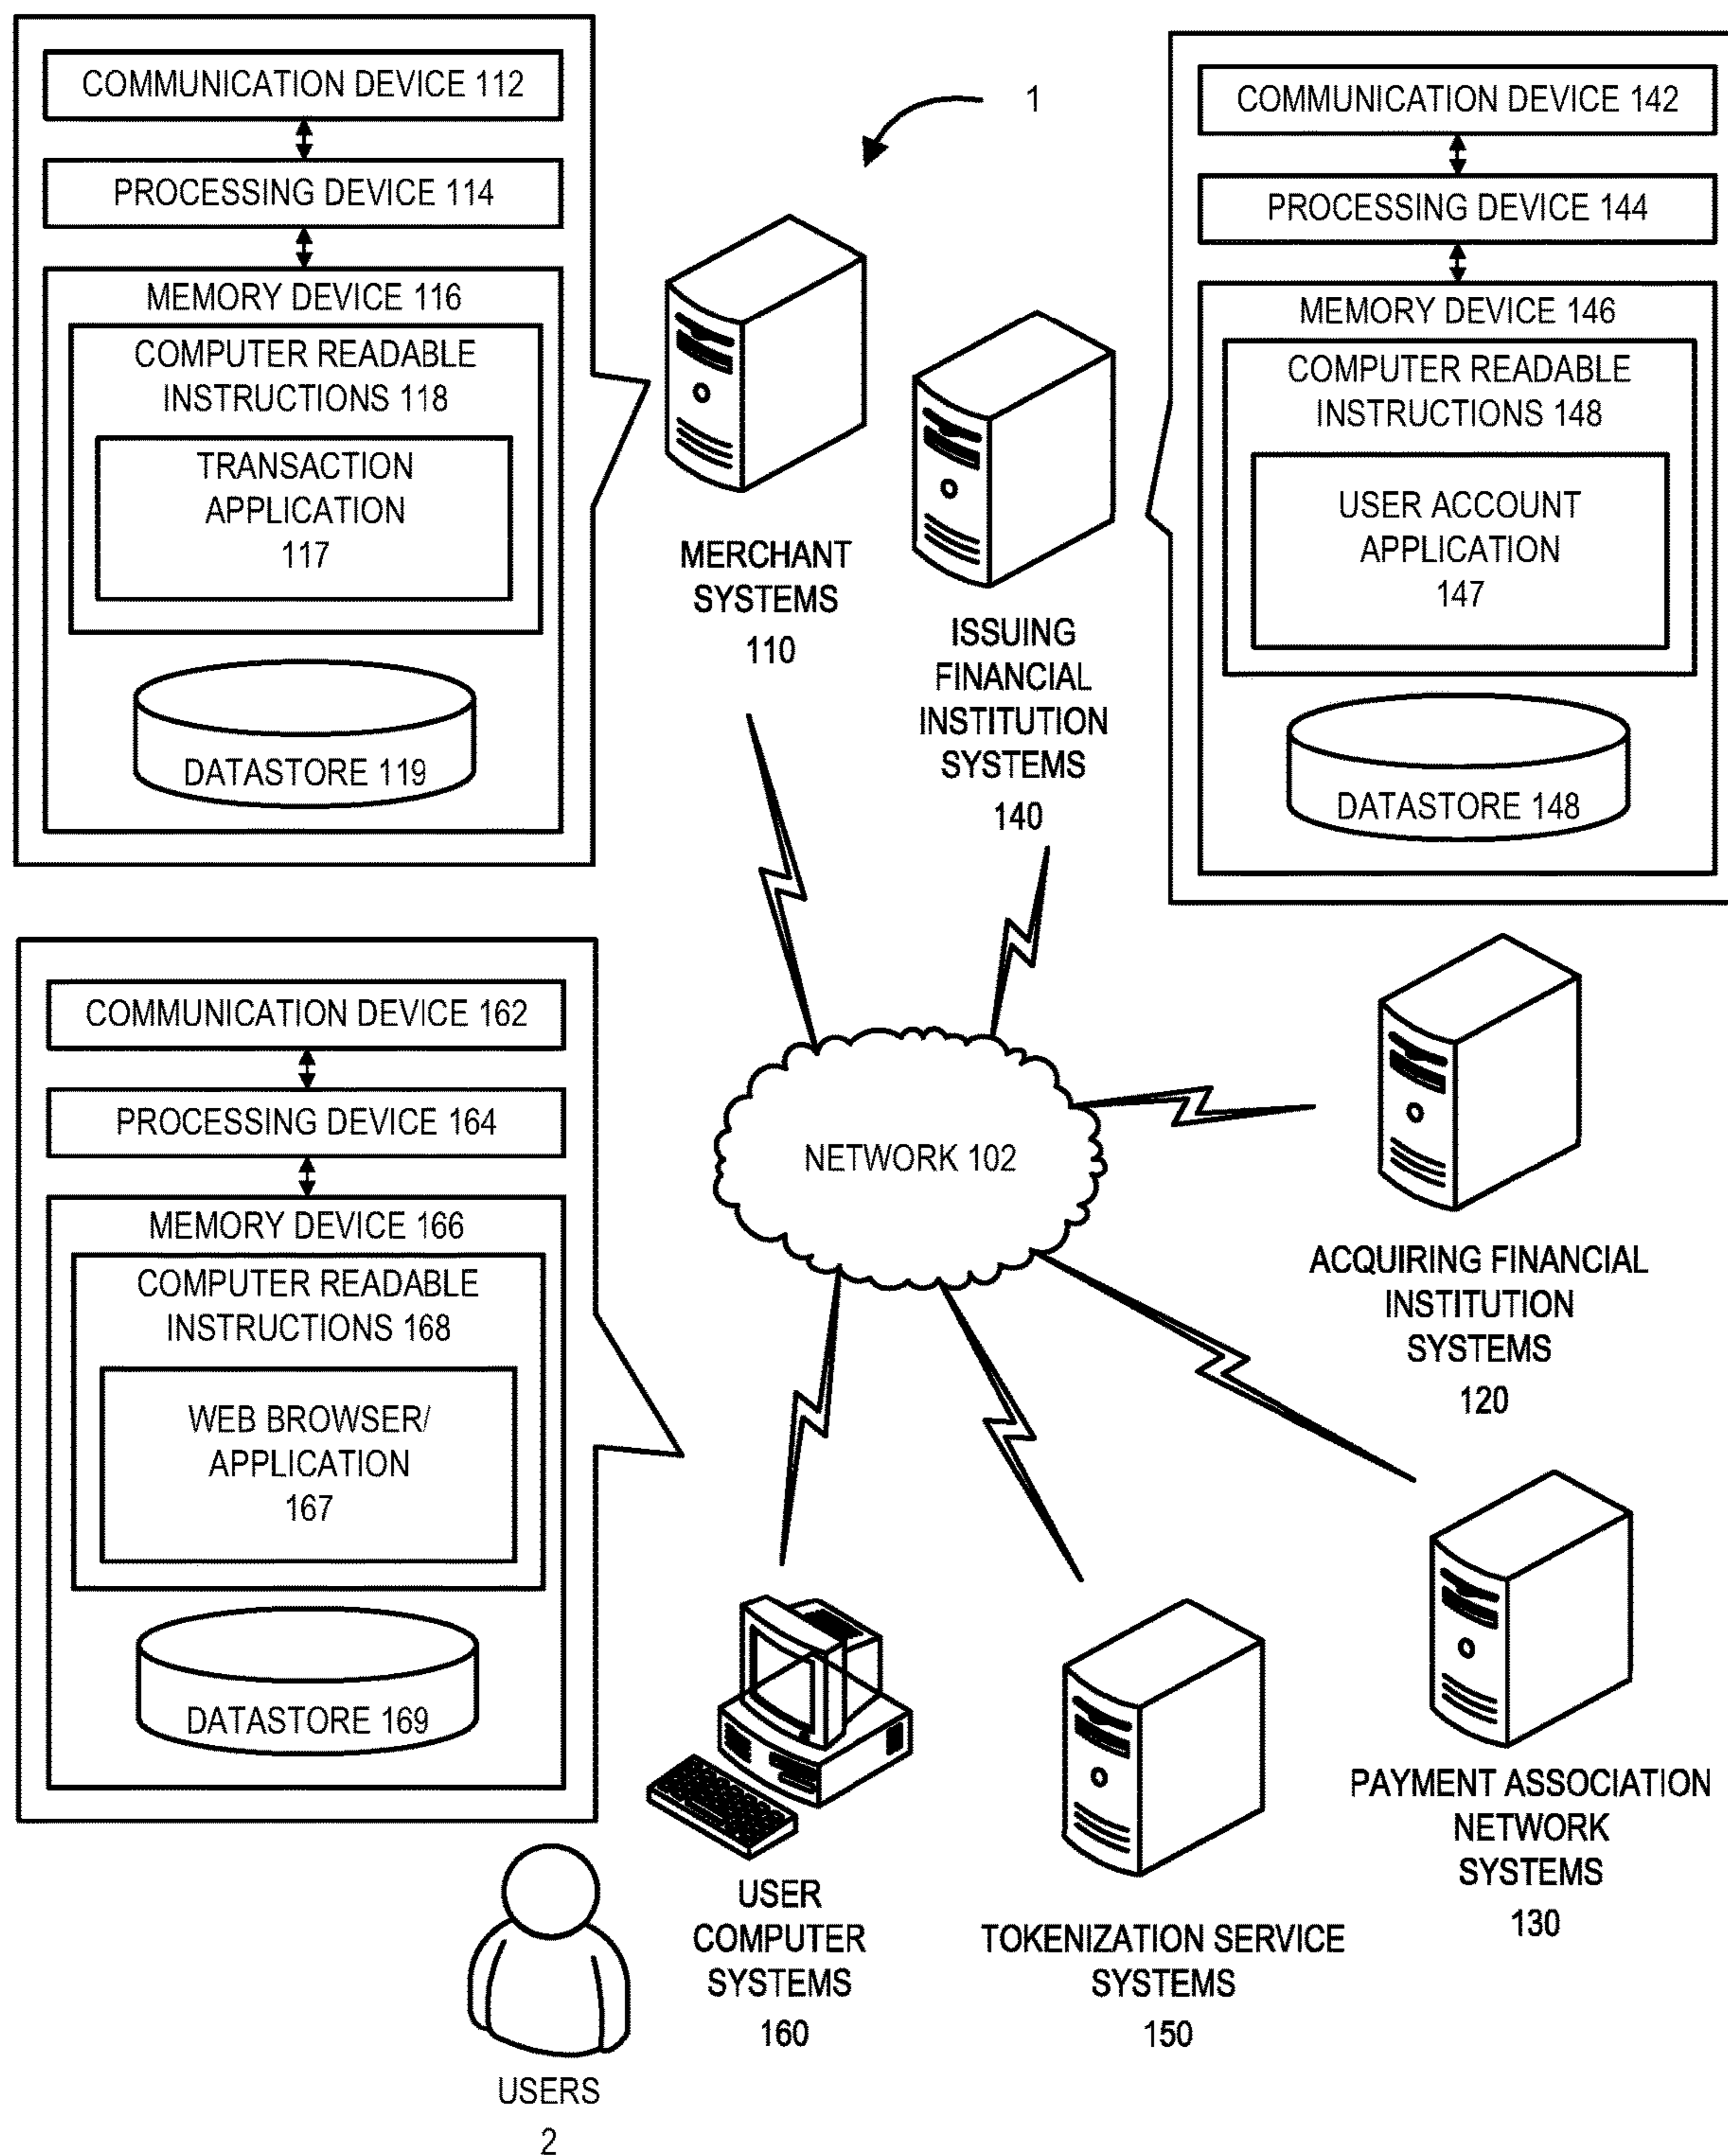 COMMUNICATION DEVICE 112
PROCESSING DEVICE 114
MEMORY DEVICE 116
COMPUTER READABLE
INSTRUCTIONS 118
TRANSACTION
APPLICATION
117
DATASTORE 119
1
MERCHANT
SYSTEMS
110
ISSUING
FINANCIAL
INSTITUTION
SYSTEMS
140
COMMUNICATION DEVICE 142
PROCESSING DEVICE 144
MEMORY DEVICE 146
COMPUTER READABLE
INSTRUCTIONS 148
USER ACCOUNT
APPLICATION
147
DATASTORE 148
COMMUNICATION DEVICE 162
PROCESSING DEVICE 164
MEMORY DEVICE 166
COMPUTER READABLE
INSTRUCTIONS 168
WEB BROWSER/
APPLICATION
167
DATASTORE 169
NETWORK 102
ACQUIRING FINANCIAL
INSTITUTION
SYSTEMS
120
PAYMENT ASSOCIATION
NETWORK
SYSTEMS
130
TOKENIZATION SERVICE
SYSTEMS
150
USER
COMPUTER
SYSTEMS
160
USERS
2